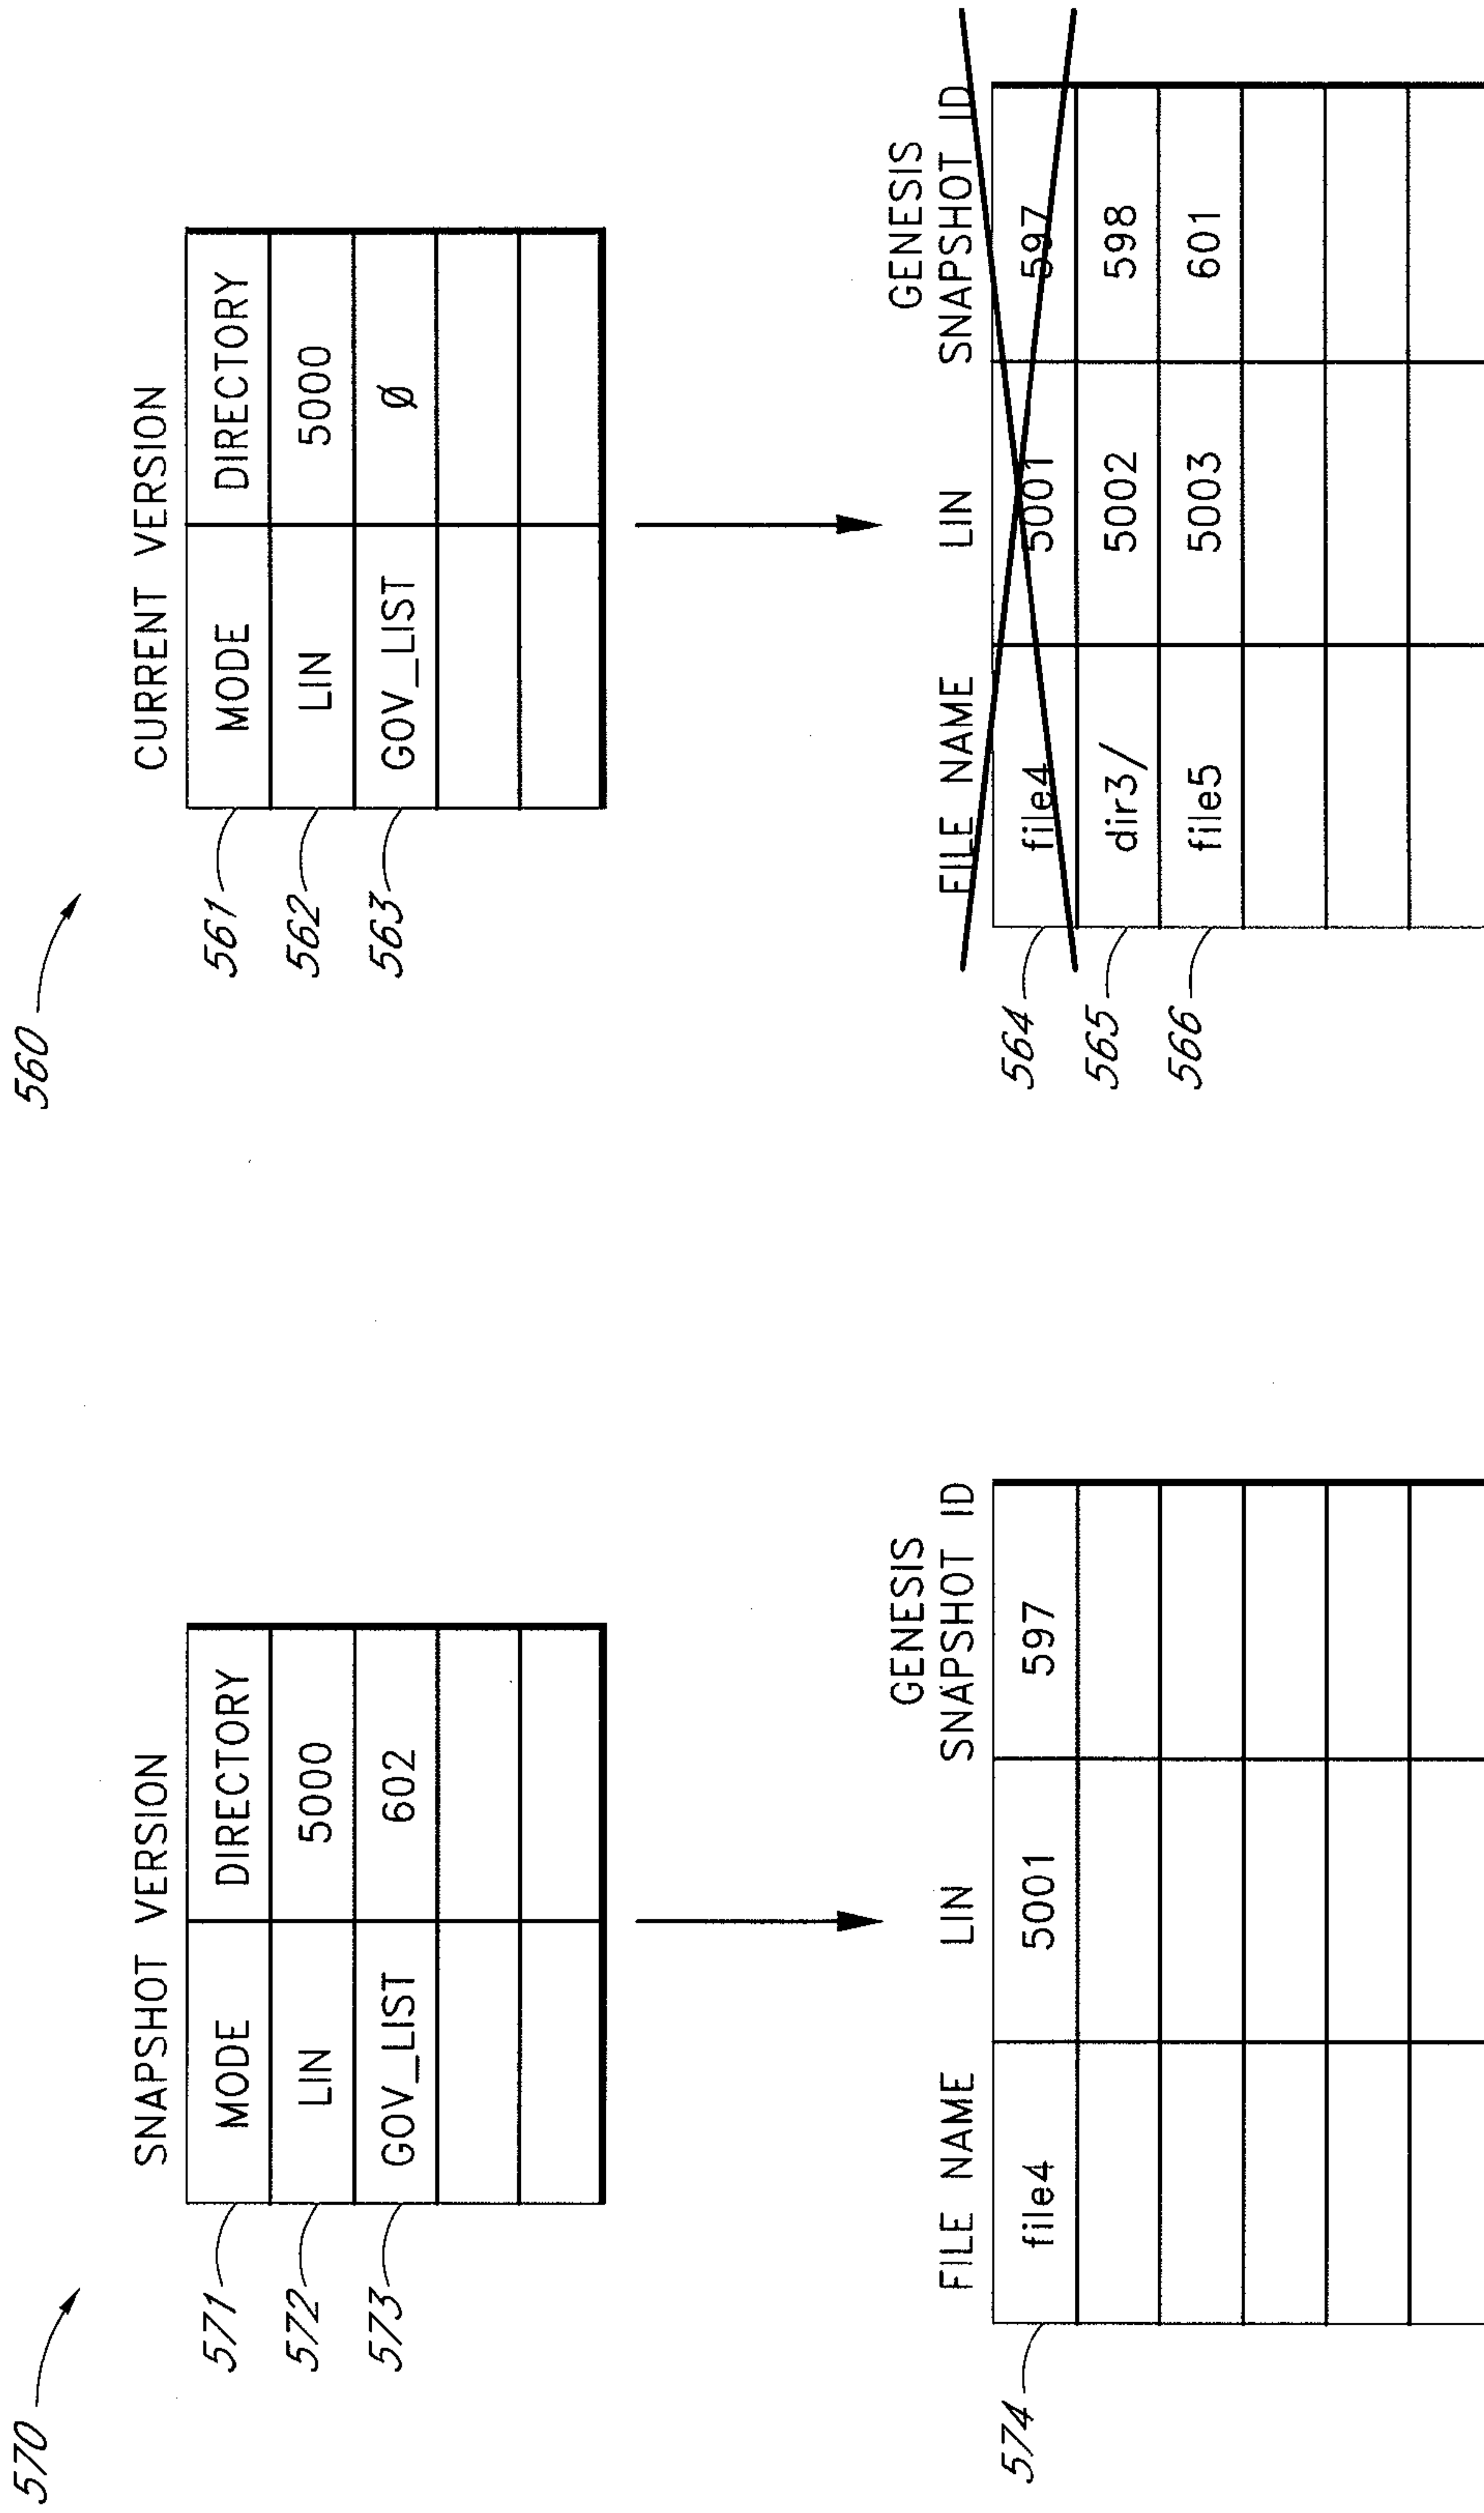 570
SNAPSHOT VERSION
571
MODE DIRECTORY
572
LIN 5000
573
GOV_LIST 602
FILE NAME LIN GENESIS SNAPSHOT ID
574
file4 5001 597
560
CURRENT VERSION
561
MODE DIRECTORY
562
LIN 5000
563
GOV_LIST Ø
FILE NAME LIN GENESIS SNAPSHOT ID
564
file4 5001 597
565
dir3/ 5002 598
566
file5 5003 601